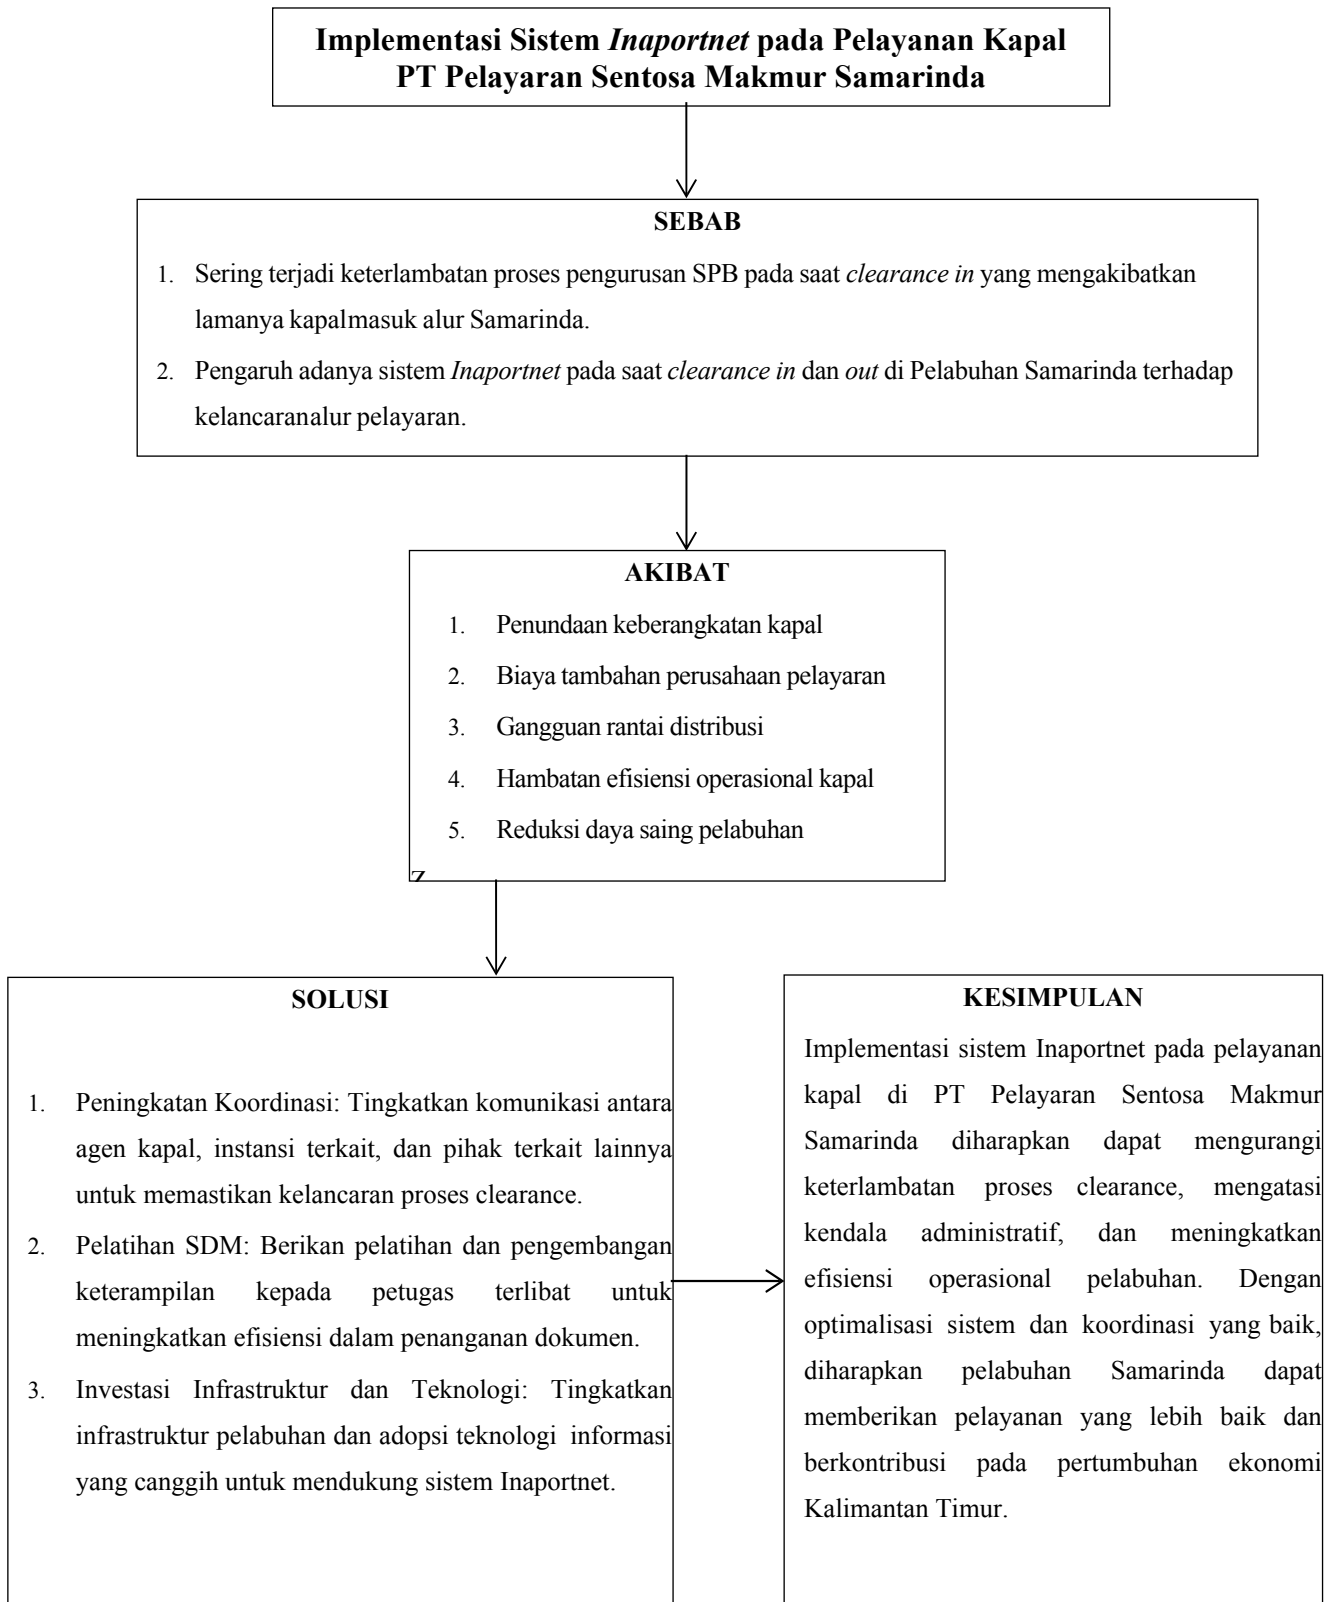 Implementasi Sistem Inaportnet pada Pelayanan Kapal
PT Pelayaran Sentosa Makmur Samarinda
SEBAB
1. Sering terjadi keterlambatan proses pengurusan SPB pada saat clearance in yang mengakibatkan
lamanya kapalmasuk alur Samarinda.
2. Pengaruh adanya sistem Inaportnet pada saat clearance in dan out di Pelabuhan Samarinda terhadap
kelancaranalur pelayaran.
AKIBAT
1. Penundaan keberangkatan kapal
2. Biaya tambahan perusahaan pelayaran
3. Gangguan rantai distribusi
4. Hambatan efisiensi operasional kapal
5. Reduksi daya saing pelabuhan
SOLUSI
1. Peningkatan Koordinasi: Tingkatkan komunikasi antara
agen kapal, instansi terkait, dan pihak terkait lainnya
untuk memastikan kelancaran proses clearance.
2. Pelatihan SDM: Berikan pelatihan dan pengembangan
keterampilan kepada petugas terlibat untuk
meningkatkan efisiensi dalam penanganan dokumen.
3. Investasi Infrastruktur dan Teknologi: Tingkatkan
infrastruktur pelabuhan dan adopsi teknologi informasi
yang canggih untuk mendukung sistem Inaportnet.
KESIMPULAN
Implementasi sistem Inaportnet pada pelayanan
kapal di PT Pelayaran Sentosa Makmur
Samarinda diharapkan dapat mengurangi
keterlambatan proses clearance, mengatasi
kendala administratif, dan meningkatkan
efisiensi operasional pelabuhan. Dengan
optimalisasi sistem dan koordinasi yang baik,
diharapkan pelabuhan Samarinda dapat
memberikan pelayanan yang lebih baik dan
berkontribusi pada pertumbuhan ekonomi
Kalimantan Timur.